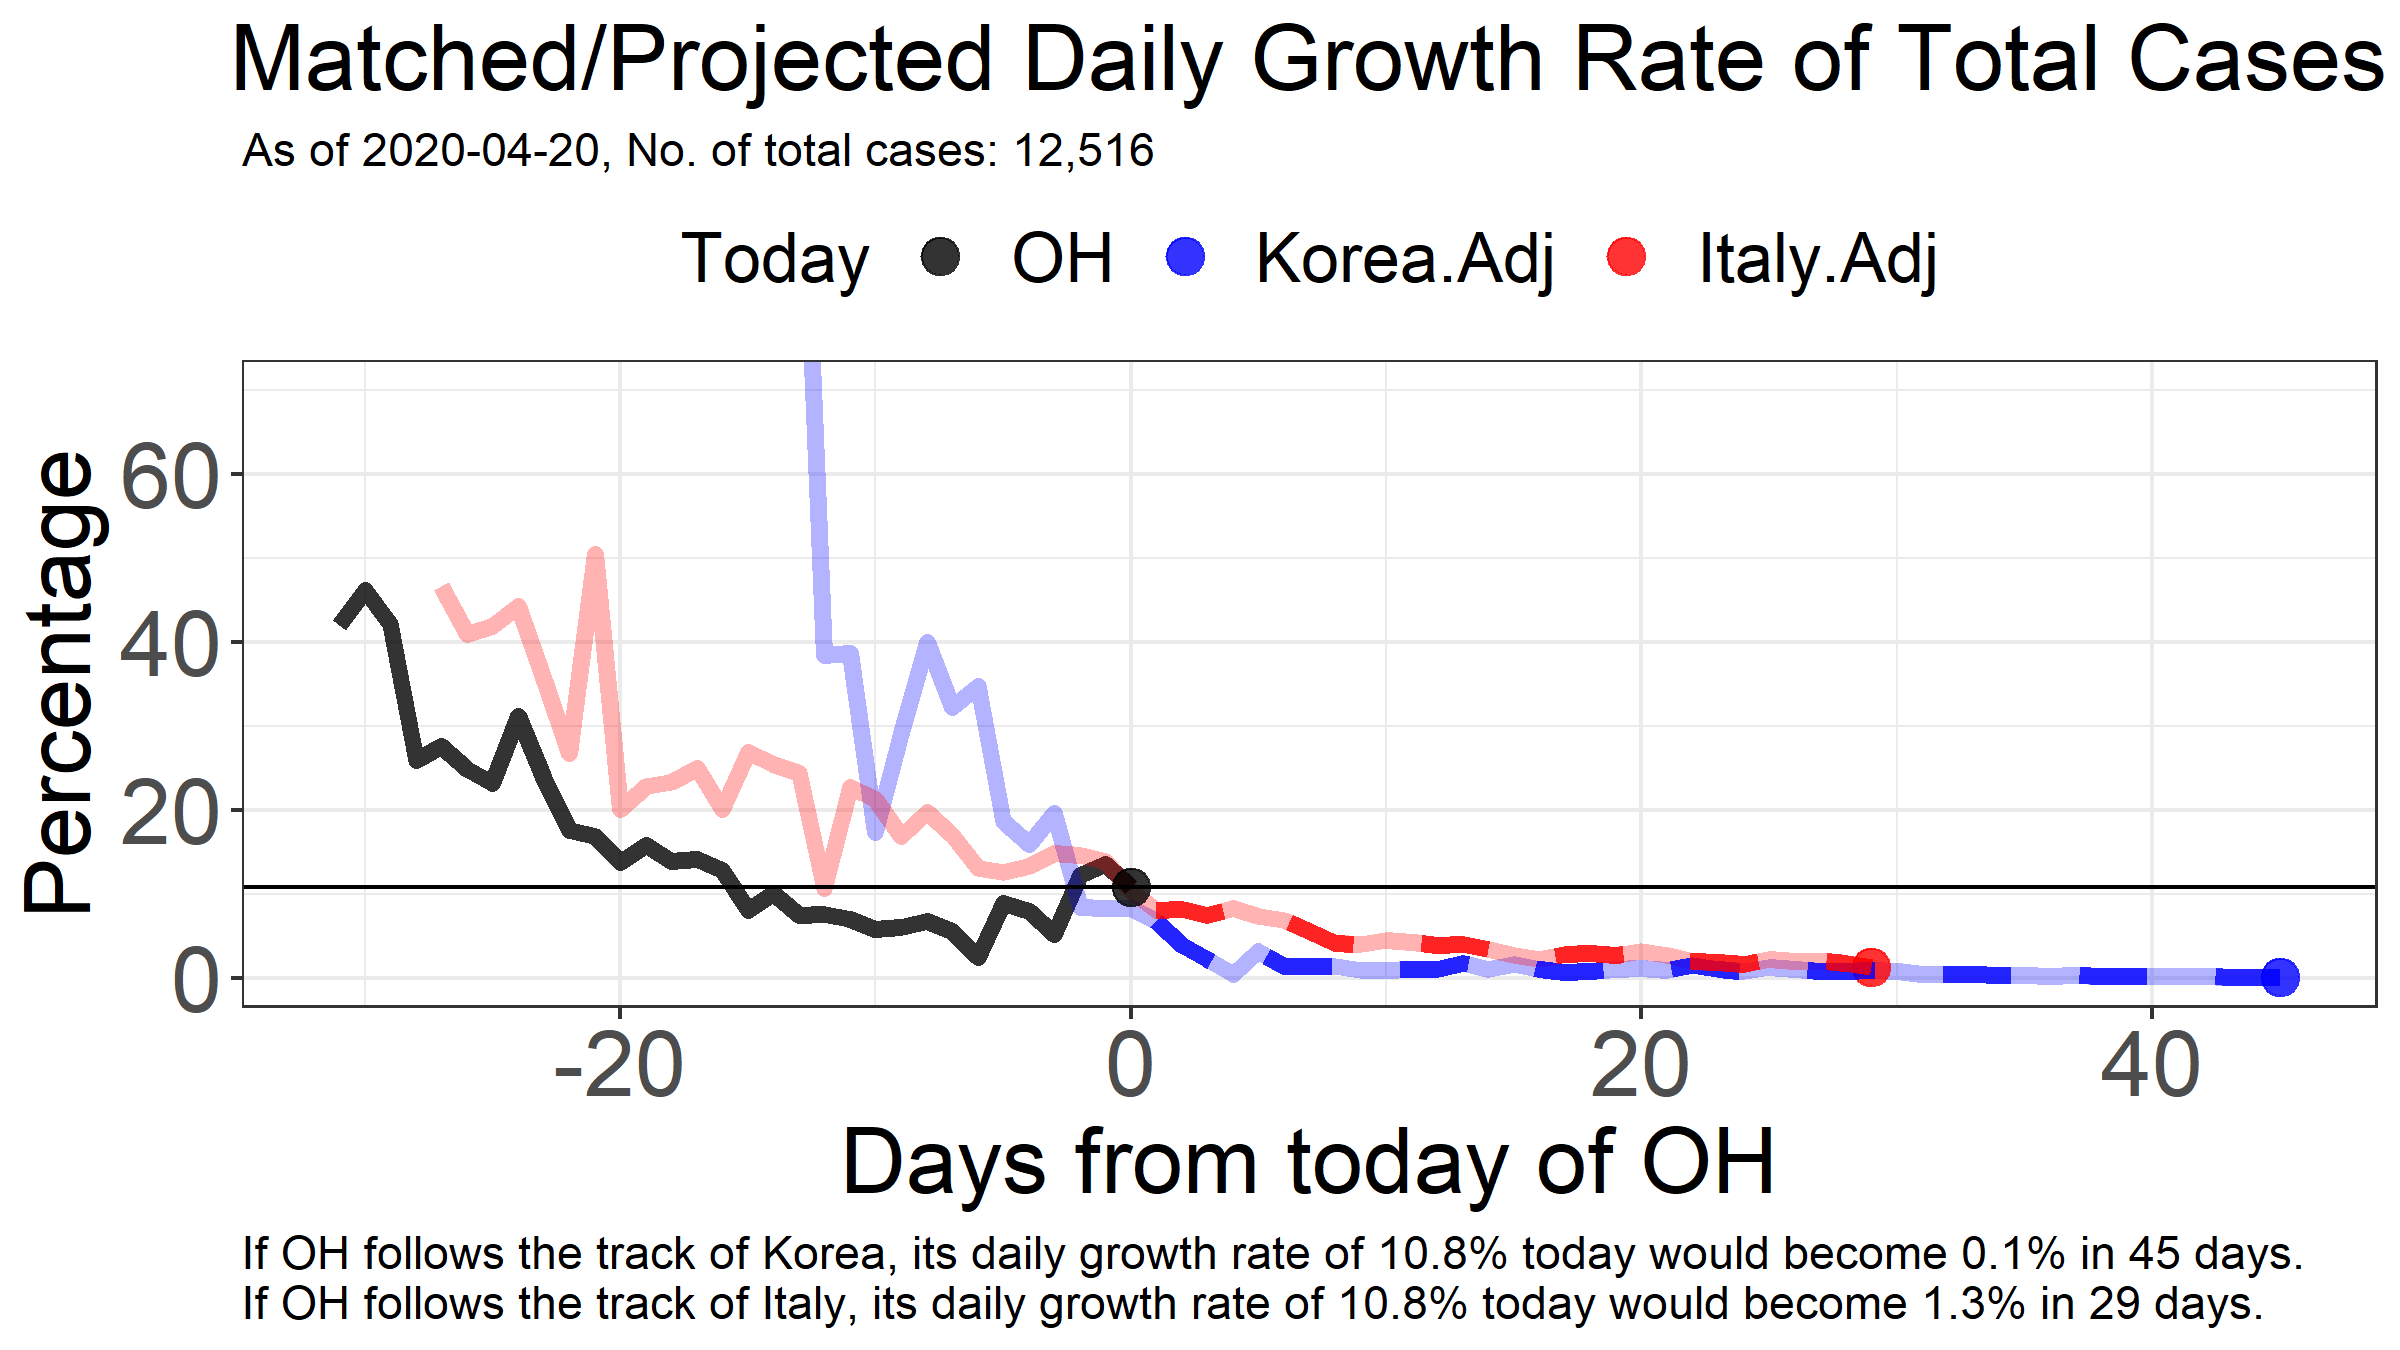 Matched/Projected Daily Growth Rate of Total Cases
As of 2020-04-20, No. of total cases: 12,516
Today OH Korea.Adj Italy.Adj
Percentage
60
40
20
0
-20 0 20 40
Days from today of OH
If OH follows the track of Korea, its daily growth rate of 10.8% today would become 0.1% in 45 days.
If OH follows the track of Italy, its daily growth rate of 10.8% today would become 1.3% in 29 days.